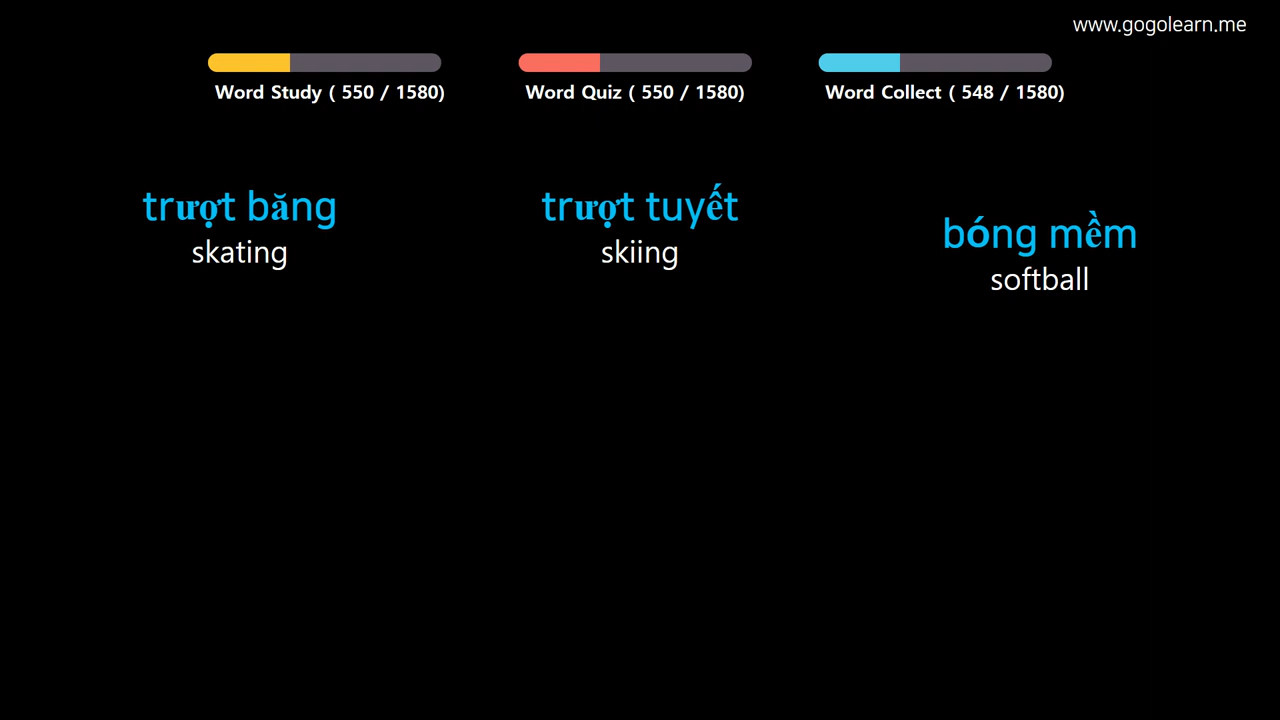 www.gogolearn.me
Word Study ( 550 / 1580)
Word Quiz ( 550 / 1580)
Word Collect ( 548 / 1580)
trượt băng
skating
trượt tuyết
skiing
bóng mềm
softball